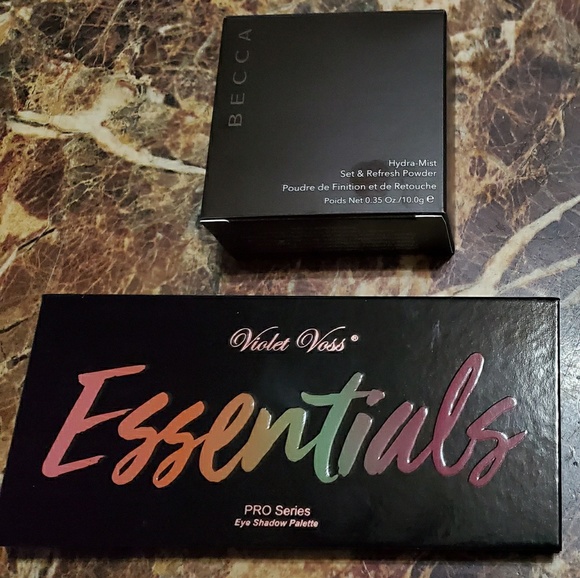 BECCA
Hydra-Mist
Set & Refresh Powder
Poudre de Finition et de Retouche
Poids Net 0.35 Oz./10.0g ℮
Violet Voss®
Essentials
PRO Series
Eye Shadow Palette